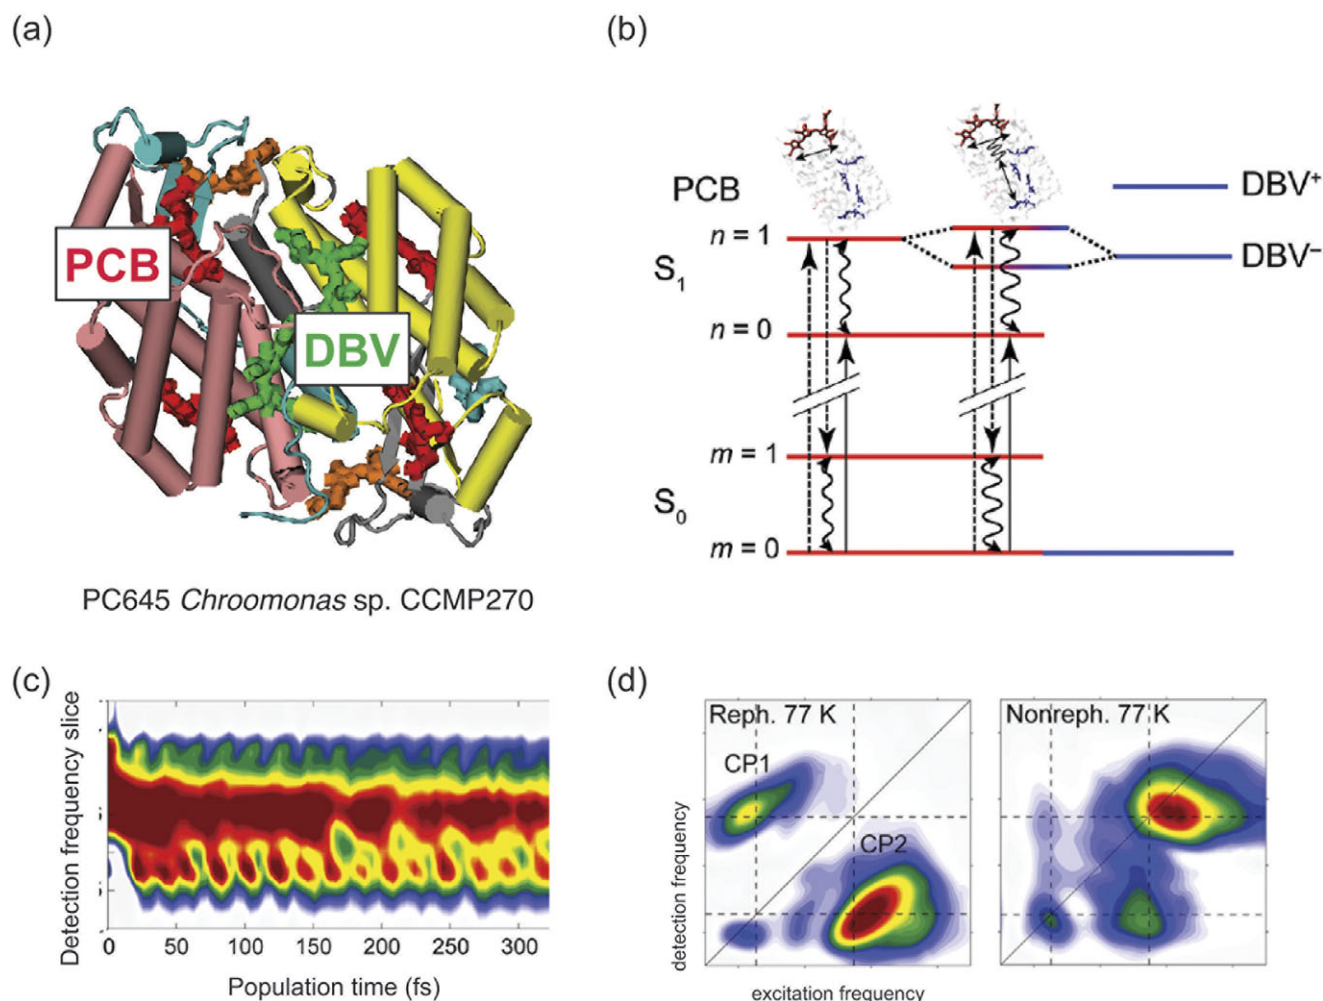 (a)
PCB
DBV
PC645 Chroomonas sp. CCMP270
(b)
PCB
DBV⁺
n = 1
S₁
DBV⁻
n = 0
m = 1
S₀
m = 0
(c)
Detection frequency slice
0 50 100 150 200 250 300
Population time (fs)
(d)
Reph. 77 K
CP1
CP2
Nonreph. 77 K
detection frequency
excitation frequency